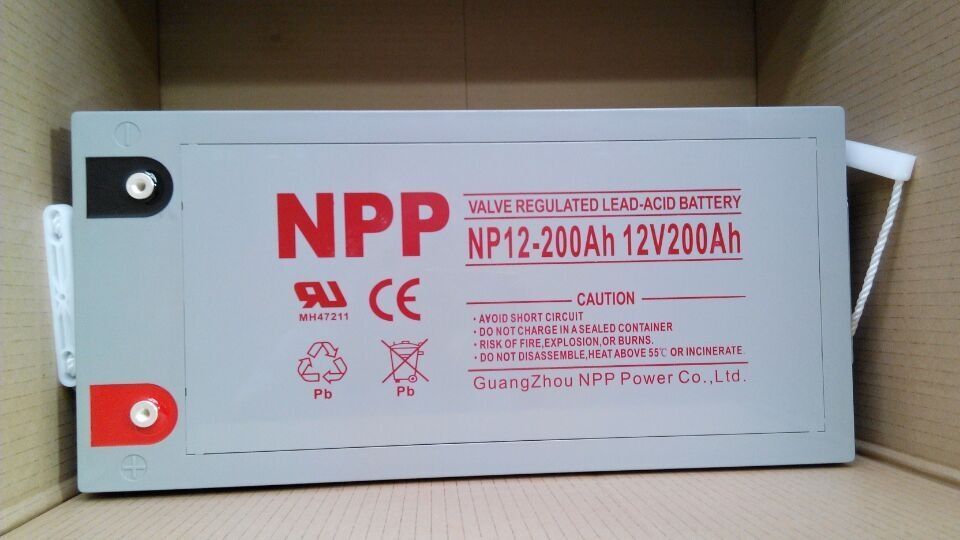 NPP
VALVE REGULATED LEAD-ACID BATTERY
NP12-200Ah 12V200Ah
MH47211
CE
CAUTION
· AVOID SHORT CIRCUIT
· DO NOT CHARGE IN A SEALED CONTAINER
· RISK OF FIRE,EXPLOSION,OR BURNS.
· DO NOT DISASSEMBLE,HEAT ABOVE 55℃ OR INCINERATE.
Pb
Pb
GuangZhou NPP Power Co.,Ltd.